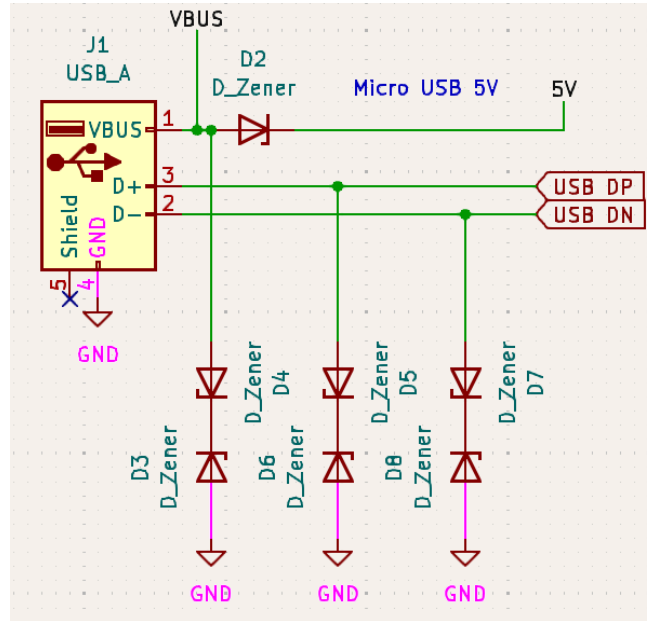 VBUS
J1
USB_A
D2
D_Zener
Micro USB 5V
5V
VBUS
1
D+
3
D-
2
USB DP
USB DN
Shield
GND
5
4
GND
D_Zener
D4
D_Zener
D5
D_Zener
D7
D3
D_Zener
D6
D_Zener
D8
D_Zener
GND
GND
GND